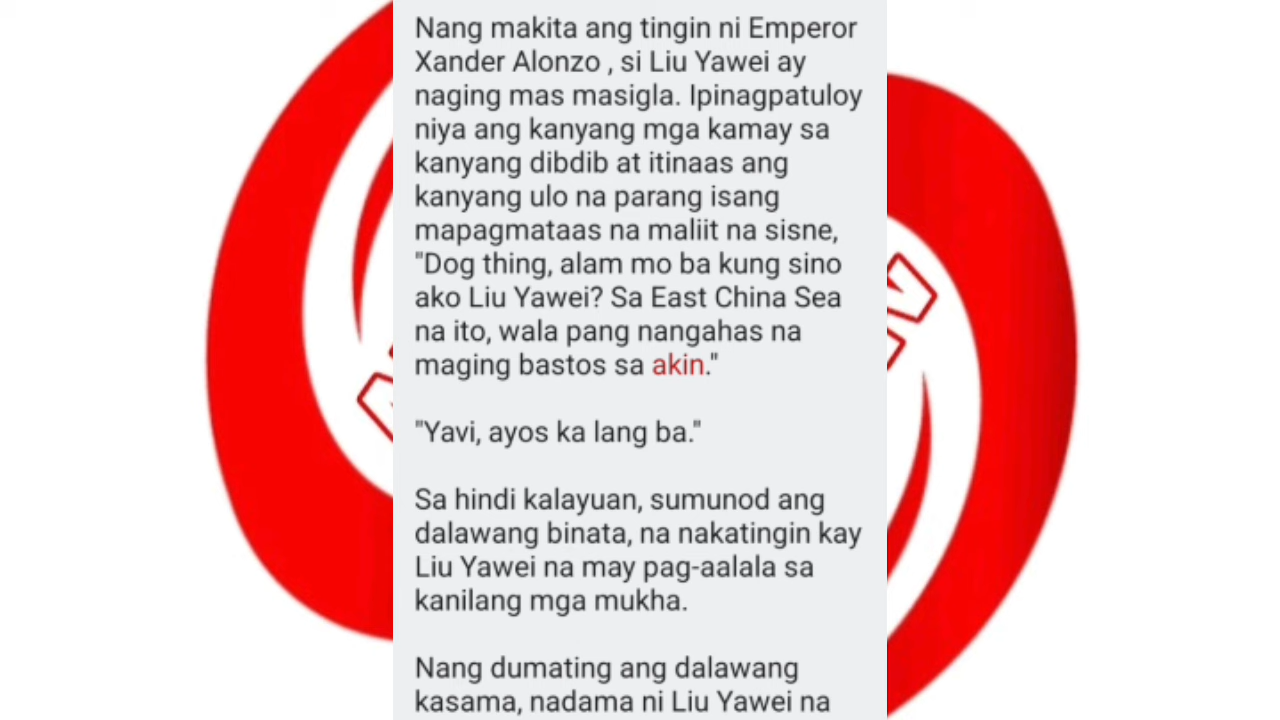 Nang makita ang tingin ni Emperor
Xander Alonzo , si Liu Yawei ay
naging mas masigla. Ipinagpatuloy
niya ang kanyang mga kamay sa
kanyang dibdib at itinaas ang
kanyang ulo na parang isang
mapagmataas na maliit na sisne,
"Dog thing, alam mo ba kung sino
ako Liu Yawei? Sa East China Sea
na ito, wala pang nangahas na
maging bastos sa akin."
"Yavi, ayos ka lang ba."
Sa hindi kalayuan, sumunod ang
dalawang binata, na nakatingin kay
Liu Yawei na may pag-aalala sa
kanilang mga mukha.
Nang dumating ang dalawang
kasama, nadama ni Liu Yawei na